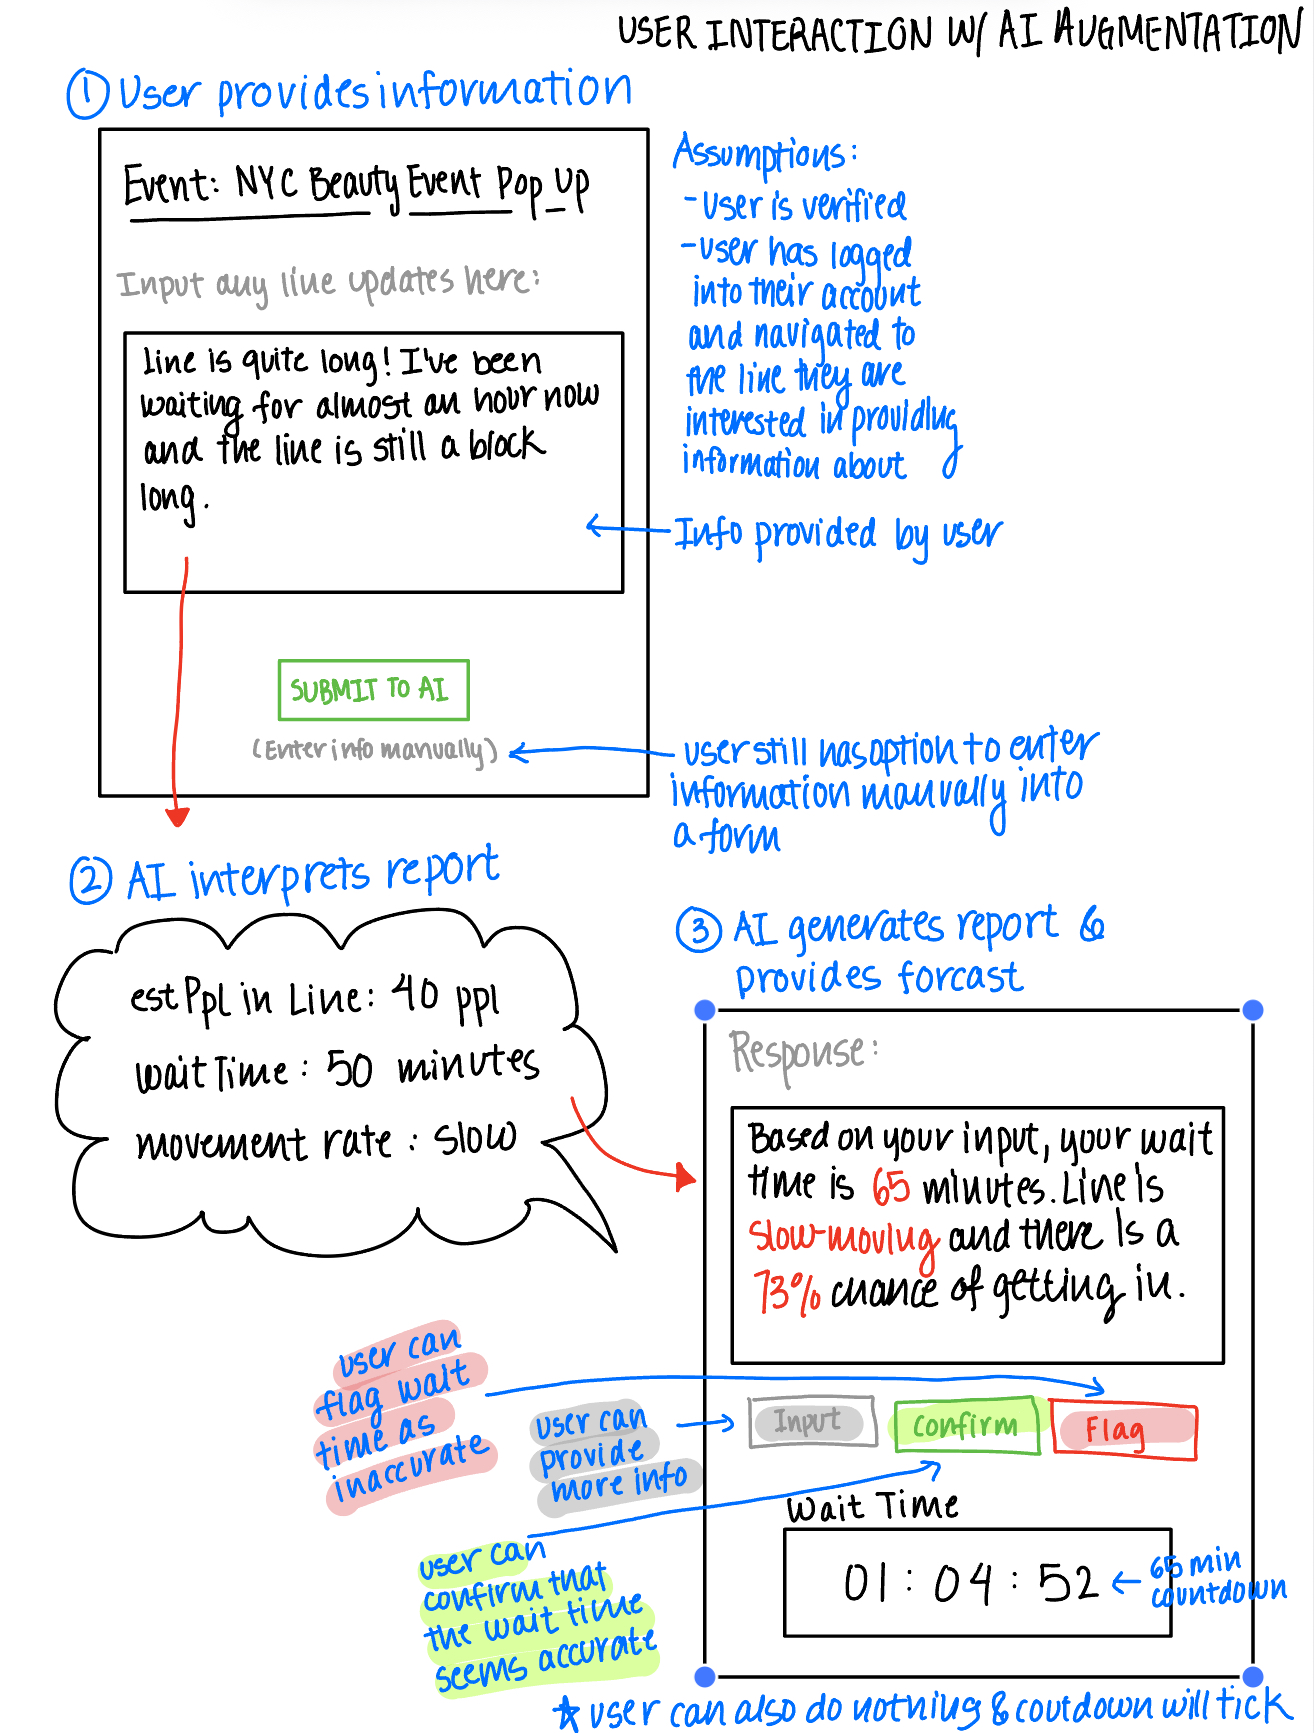 USER INTERACTION W/ AI AUGMENTATION
① User provides information
Event: NYC Beauty Event Pop Up
Input any line updates here:
line is quite long! I've been
waiting for almost an hour now
and the line is still a block
long.
SUBMIT TO AI
(Enter info manually)
Assumptions:
- User is verified
- user has logged
into their account
and navigated to
the line they are
interested in providing
information about
Info provided by user
user still has option to enter
information manually into
a form
② AI interprets report
est Ppl in Line: 40 ppl
wait Time: 50 minutes
movement rate: slow
③ AI generates report &
provides forcast
Response:
Based on your input, your wait
time is 65 minutes. Line is
slow-moving and there is a
73% chance of getting in.
user can
flag wait
time as
inaccurate
user can
provide
more info
user can
confirm that
the wait time
seems accurate
Input
Confirm
Flag
Wait Time
01:04:52
65 min
countdown
☆ user can also do nothing & coutdown will tick